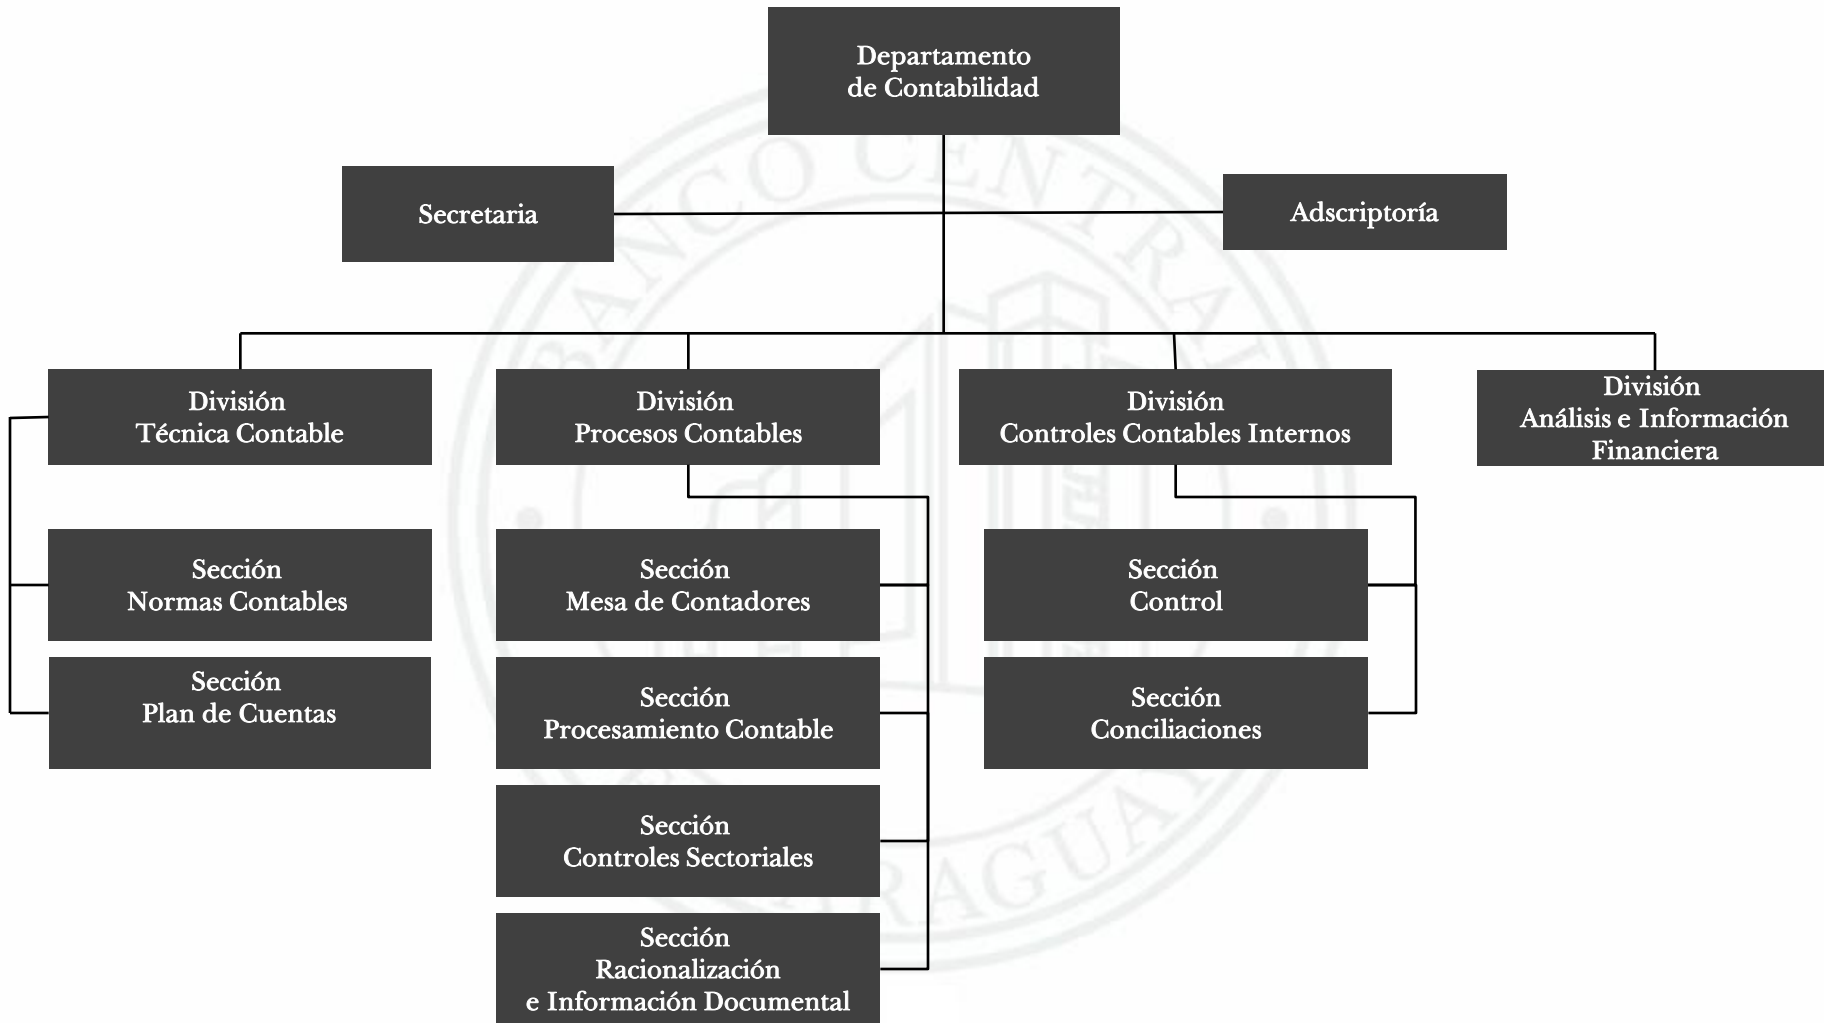 Departamento
de Contabilidad
Secretaria
Adscriptoría
División
Técnica Contable
División
Procesos Contables
División
Controles Contables Internos
División
Análisis e Información
Financiera
Sección
Normas Contables
Sección
Mesa de Contadores
Sección
Control
Sección
Plan de Cuentas
Sección
Procesamiento Contable
Sección
Conciliaciones
Sección
Controles Sectoriales
Sección
Racionalización
e Información Documental
BANCO CENTRAL